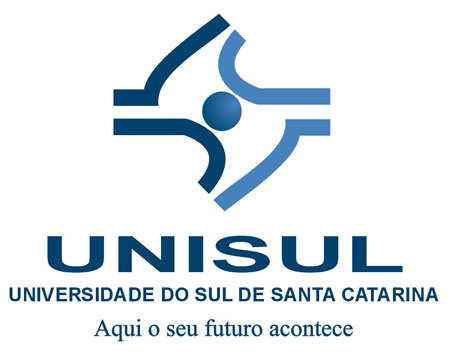 UNISUL
UNIVERSIDADE DO SUL DE SANTA CATARINA
Aqui o seu futuro acontece